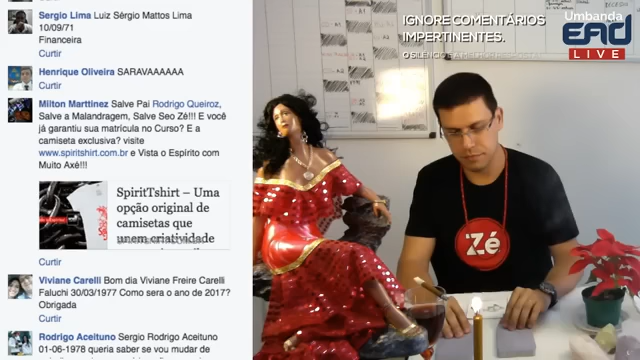 Sergio Lima Luiz Sérgio Mattos Lima
10/09/71
Financeira
Curtir
Henrique Oliveira SARAVAAAAAA
Curtir
Milton Marttinez Salve Pai Rodrigo Queiroz,
Salve a Malandragem, Salve Seo Zé!!! E você
já garantiu sua matrícula no Curso? E a
camiseta exclusiva? visite
www.spiritshirt.com.br e Vista o Espírito com
Muito Axé!!!
SpiritTshirt – Uma
opção original de
camisetas que
unem criatividade
Curtir
Viviane Carelli Bom dia Viviane Freire Carelli
Faluchi 30/03/1977 Como sera o ano de 2017?
Obrigada
Curtir
Rodrigo Aceituno Sergio Rodrigo Aceituno
01-06-1978 queria saber se vou mudar de
IGNORE COMENTÁRIOS
IMPERTINENTES.
O SILÊNCIO É A MELHOR RESPOSTA
Umbanda
EAD
LIVE
Zé